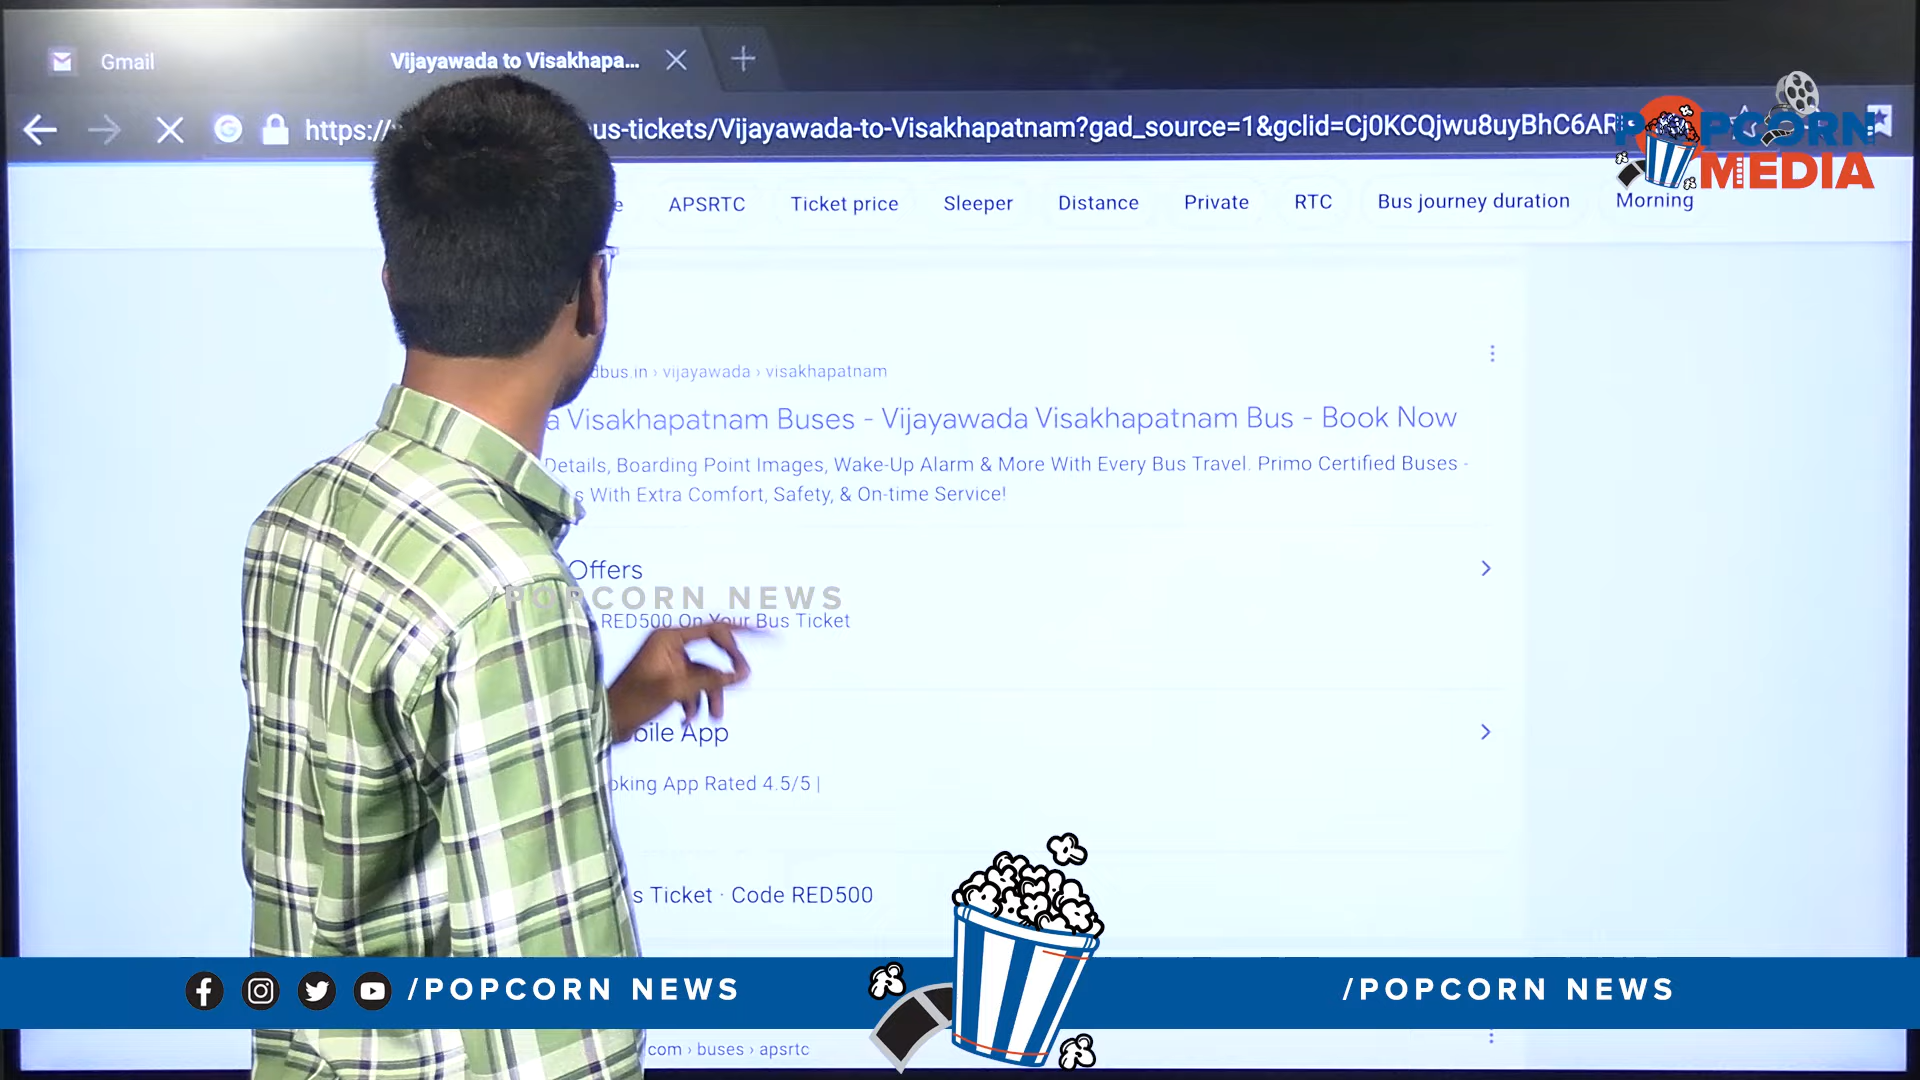 Gmail
Vijayawada to Visakhapa...
https://
us-tickets/Vijayawada-to-Visakhapatnam?gad_source=1&gclid=Cj0KCQjwu8uyBhC6AR
POPCORN
MEDIA
APSRTC Ticket price Sleeper Distance Private RTC Bus journey duration Morning
dbus.in › vijayawada › visakhapatnam
a Visakhapatnam Buses - Vijayawada Visakhapatnam Bus - Book Now
Details, Boarding Point Images, Wake-Up Alarm & More With Every Bus Travel. Primo Certified Buses -
s With Extra Comfort, Safety, & On-time Service!
Offers
/POPCORN NEWS
RED500 On Your Bus Ticket
bile App
oking App Rated 4.5/5 |
s Ticket · Code RED500
/POPCORN NEWS
/POPCORN NEWS
com › buses › apsrtc